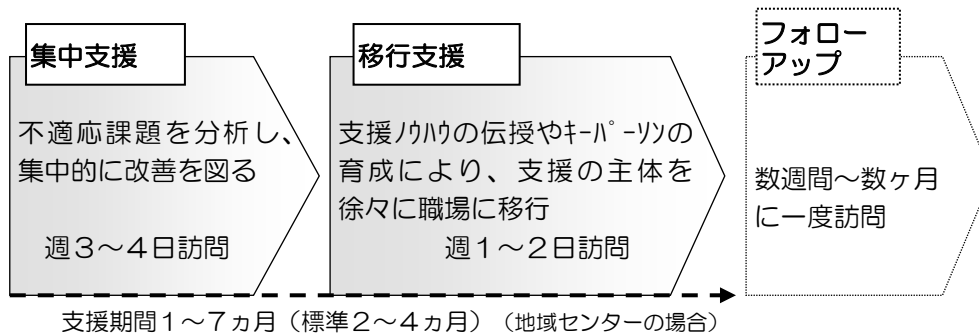 集中支援
不適応課題を分析し、
集中的に改善を図る
週3～4日訪問
移行支援
支援ﾉｳﾊｳの伝授やｷｰﾊﾟｰｿﾝの
育成により、支援の主体を
徐々に職場に移行
週1～2日訪問
フォロー
アップ
数週間～数ヶ月
に一度訪問
支援期間1～7ヵ月（標準2～4ヵ月）（地域センターの場合）